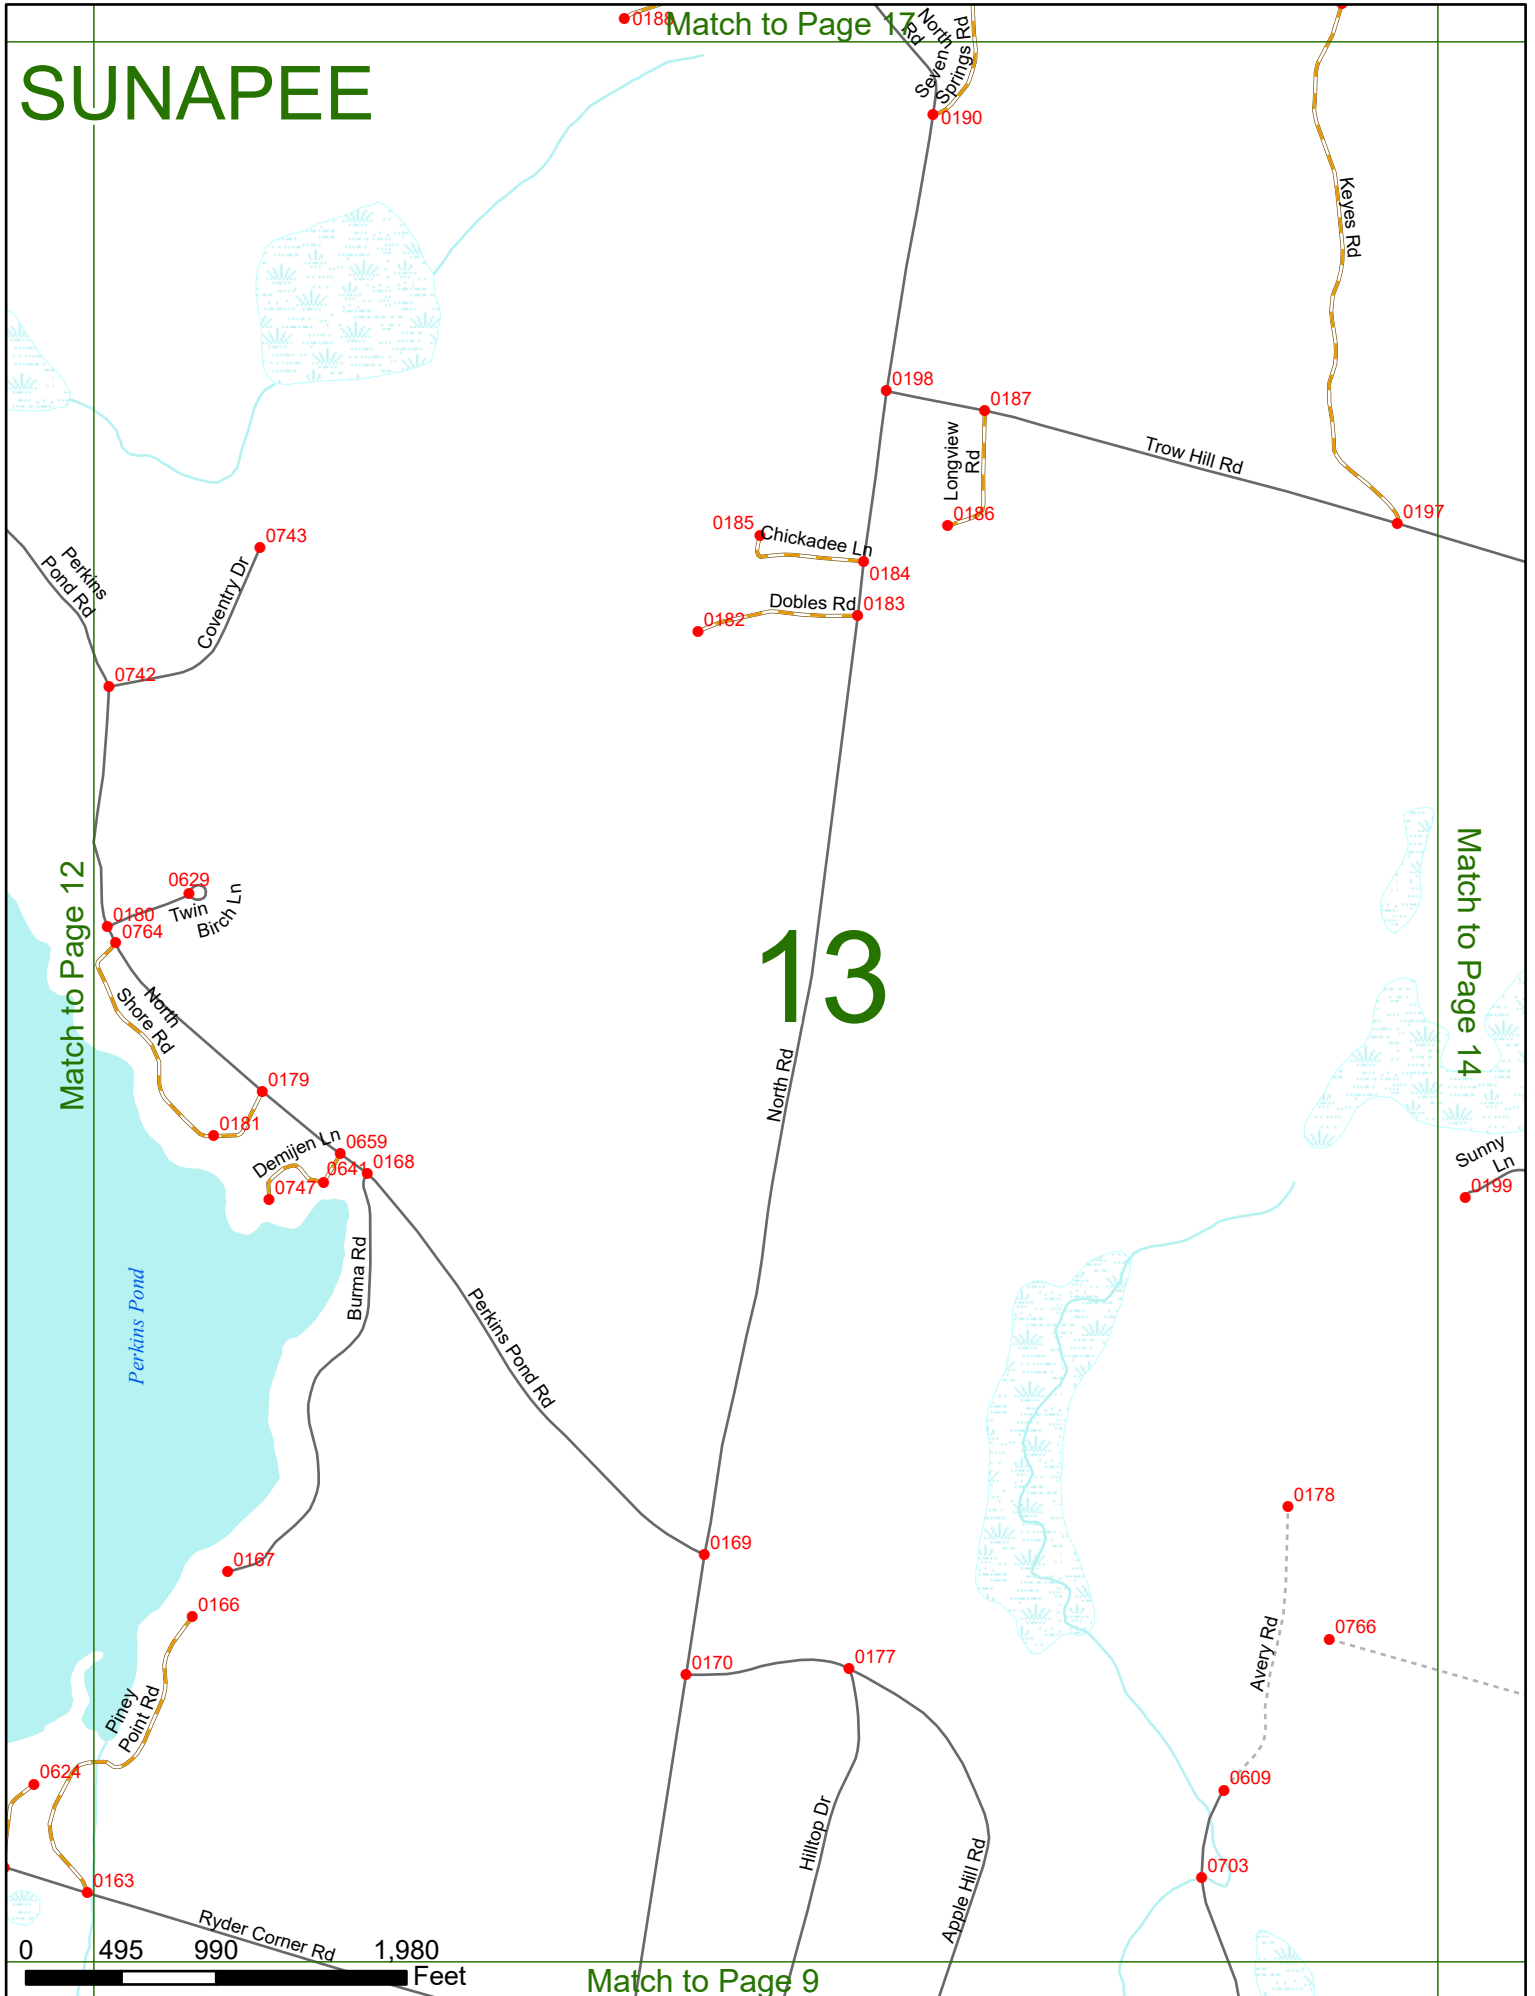 0188
Match to Page 17
North
Rd
Seven
Springs Rd
SUNAPEE
0190
Keyes Rd
0198
0187
Longview
Rd
Trow Hill Rd
0186
0197
0185
Chickadee Ln
0184
0743
Perkins
Pond Rd
Coventry Dr
Dobles Rd
0183
0182
0742
Match to Page 12
0629
Twin
Birch Ln
0180
0764
13
Match to Page 14
North
Shore Rd
North Rd
0179
0181
Demijen Ln
0659
0641
0168
0747
Sunny
Ln
0199
Perkins Pond
Burma Rd
Perkins Pond Rd
0178
0169
0167
0166
Avery Rd
0766
0170
0177
Piney
Point Rd
0624
0609
Hilltop Dr
Apple Hill Rd
0703
0163
Ryder Corner Rd
0 495 990 1,980
Feet
Match to Page 9